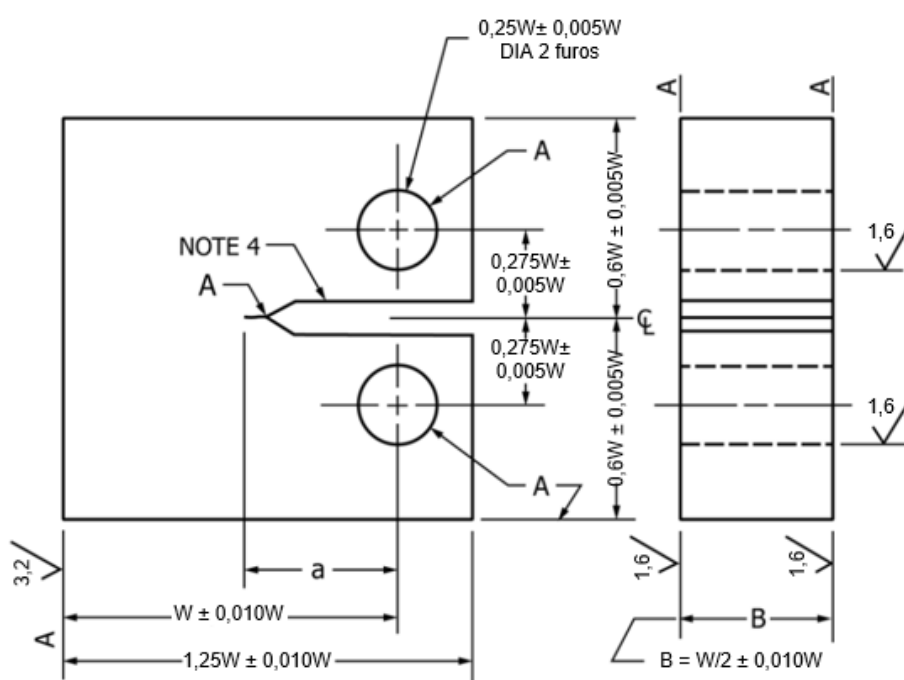 0,25W± 0,005W
DIA 2 furos
A
A
A
NOTE 4
A
0,275W±
0,005W
0,6W ± 0,005W
1,6
℄
0,275W±
0,005W
0,6W ± 0,005W
1,6
A
3,2
a
1,6
1,6
W ± 0,010W
B
A
1,25W ± 0,010W
B = W/2 ± 0,010W